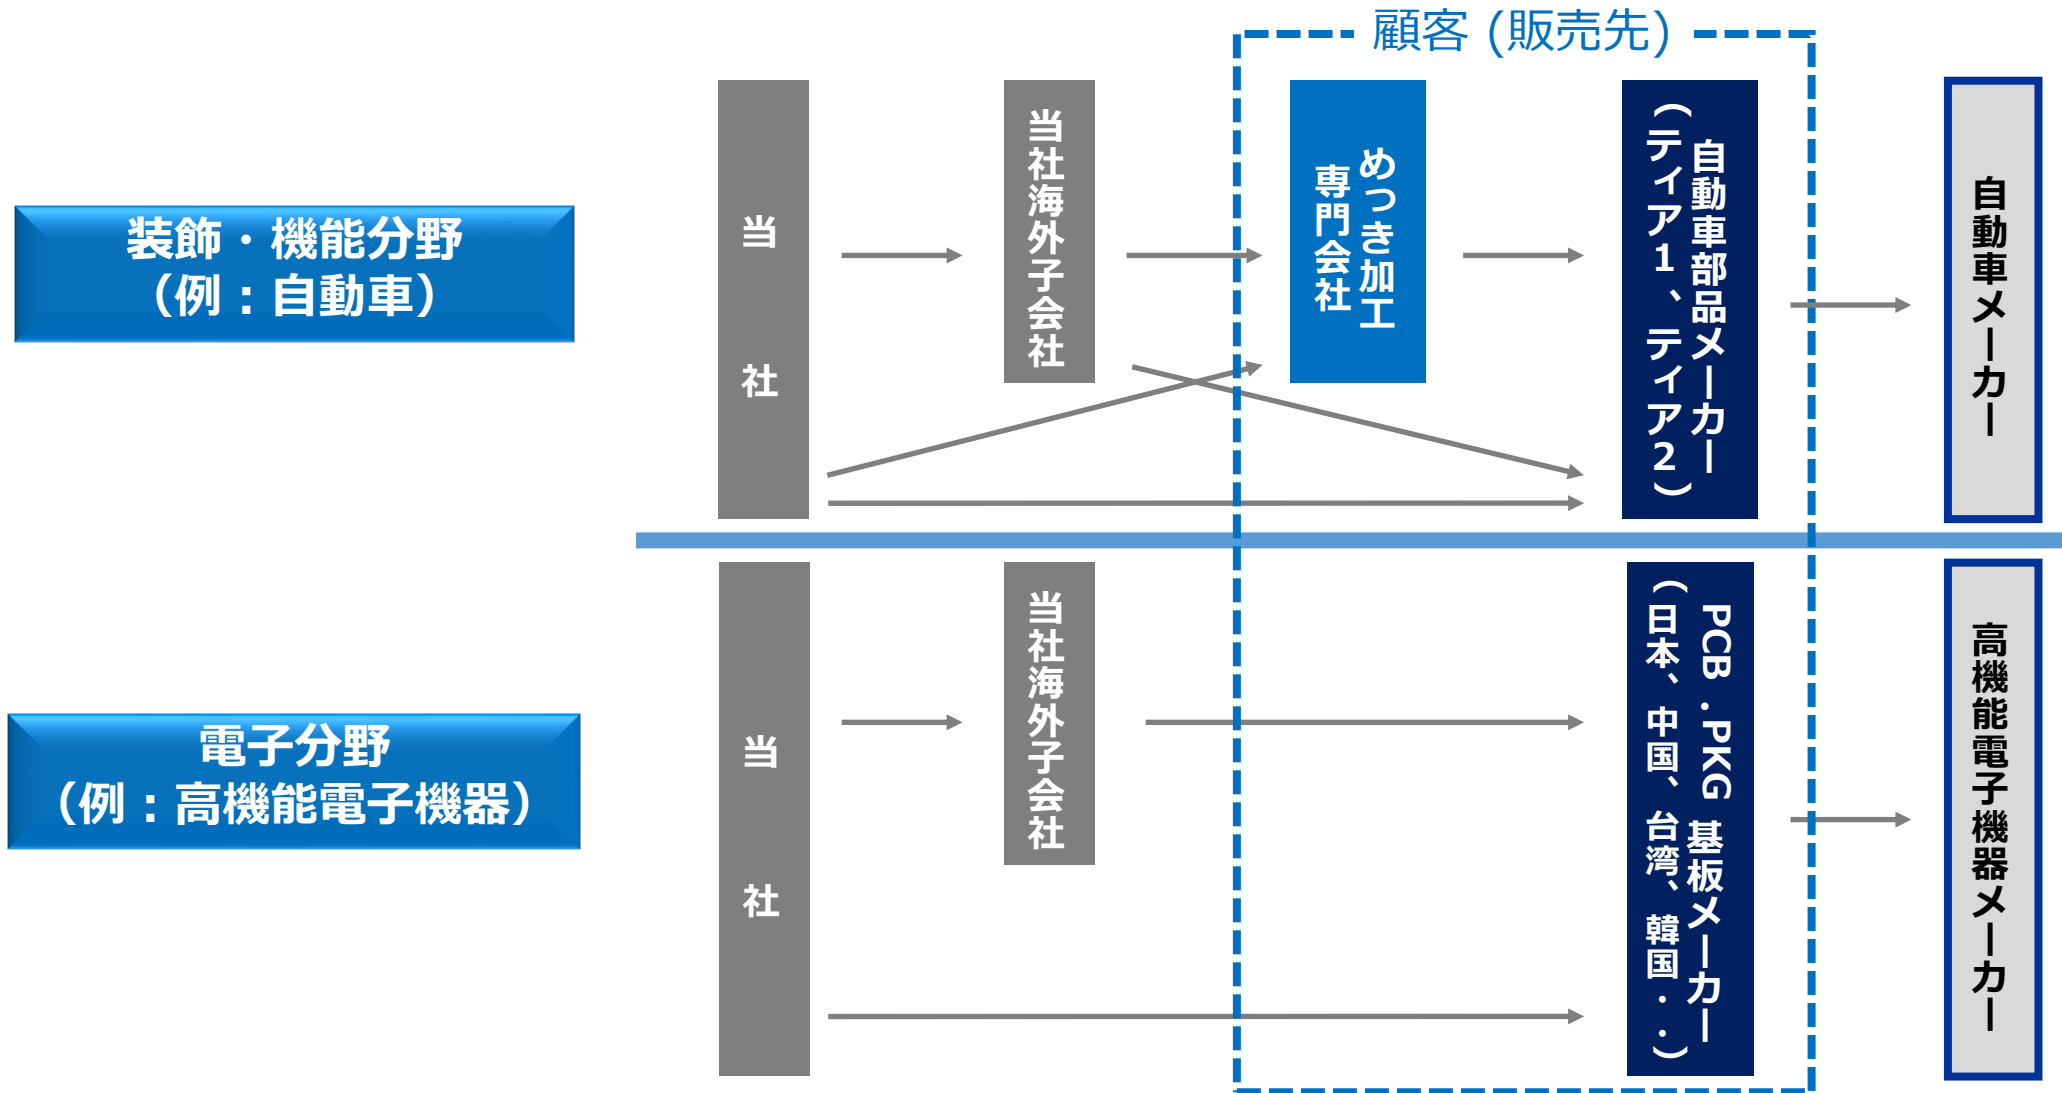 顧客 (販売先)
装飾・機能分野
（例：自動車）
当社
当社海外子会社
めっき加工
専門会社
自動車部品メーカー
（ティア1、ティア2）
自動車メーカー
電子分野
（例：高機能電子機器）
当社
当社海外子会社
PCB .PKG 基板メーカー
（日本、中国、台湾、韓国・・）
高機能電子機器メーカー